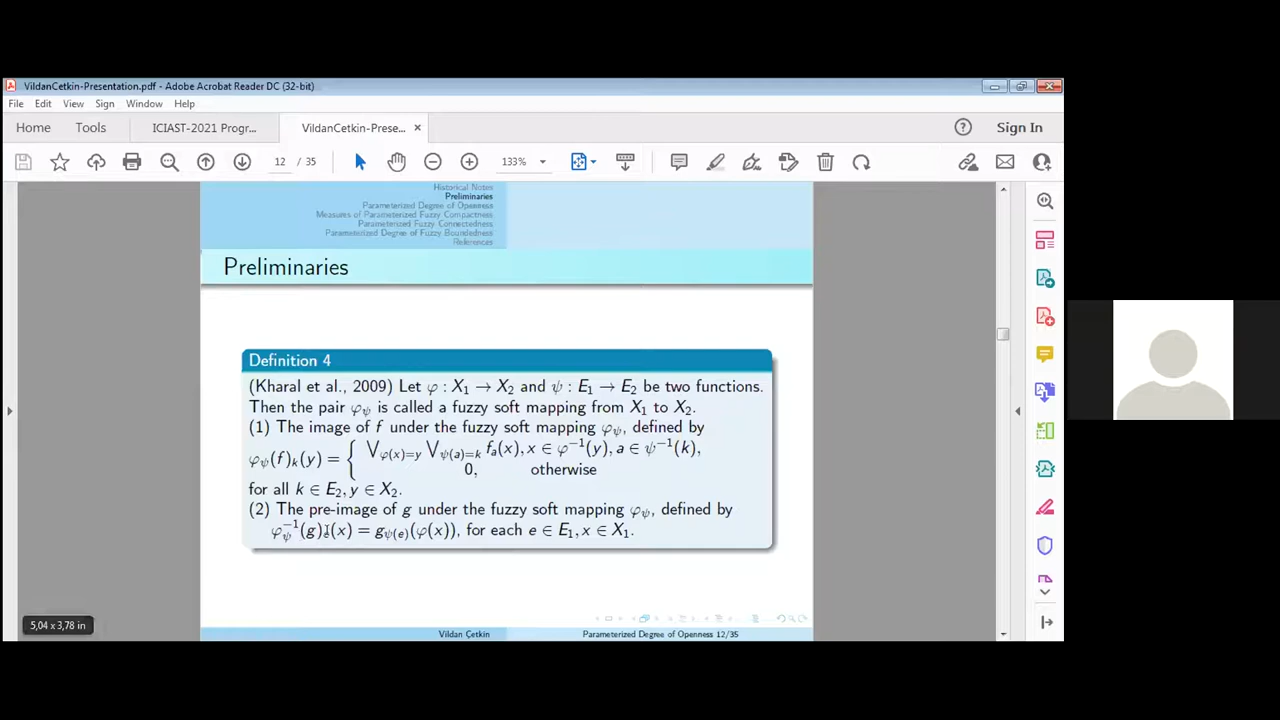 VildanCetkin-Presentation.pdf - Adobe Acrobat Reader DC (32-bit)
File Edit View Sign Window Help
Home Tools ICIAST-2021 Progr... VildanCetkin-Prese... × Sign In
12 / 35 133%
Historical Notes
Preliminaries
Parameterized Degree of Openness
Measures of Parameterized Fuzzy Compactness
Parameterized Fuzzy Connectedness
Parameterized Degree of Fuzzy Boundedness
References
Preliminaries
Definition 4
(Kharal et al., 2009) Let φ : X₁ → X₂ and ψ : E₁ → E₂ be two functions.
Then the pair φ_ψ is called a fuzzy soft mapping from X₁ to X₂.
(1) The image of f under the fuzzy soft mapping φ_ψ, defined by
φ_ψ(f)_k(y) = { ⋁_{φ(x)=y} ⋁_{ψ(a)=k} f_a(x), x ∈ φ⁻¹(y), a ∈ ψ⁻¹(k),
0, otherwise
for all k ∈ E₂, y ∈ X₂.
(2) The pre-image of g under the fuzzy soft mapping φ_ψ, defined by
φ_ψ⁻¹(g)_e(x) = g_{ψ(e)}(φ(x)), for each e ∈ E₁, x ∈ X₁.
5,04 x 3,78 in
Vildan Çetkin Parameterized Degree of Openness 12/35